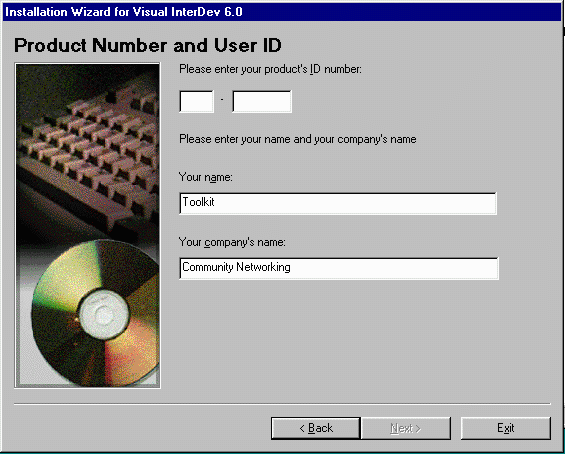 Installation Wizard for Visual InterDev 6.0
Product Number and User ID
Please enter your product's ID number:
-
Please enter your name and your company's name
Your name:
Toolkit
Your company's name:
Community Networking
< Back Next > Exit